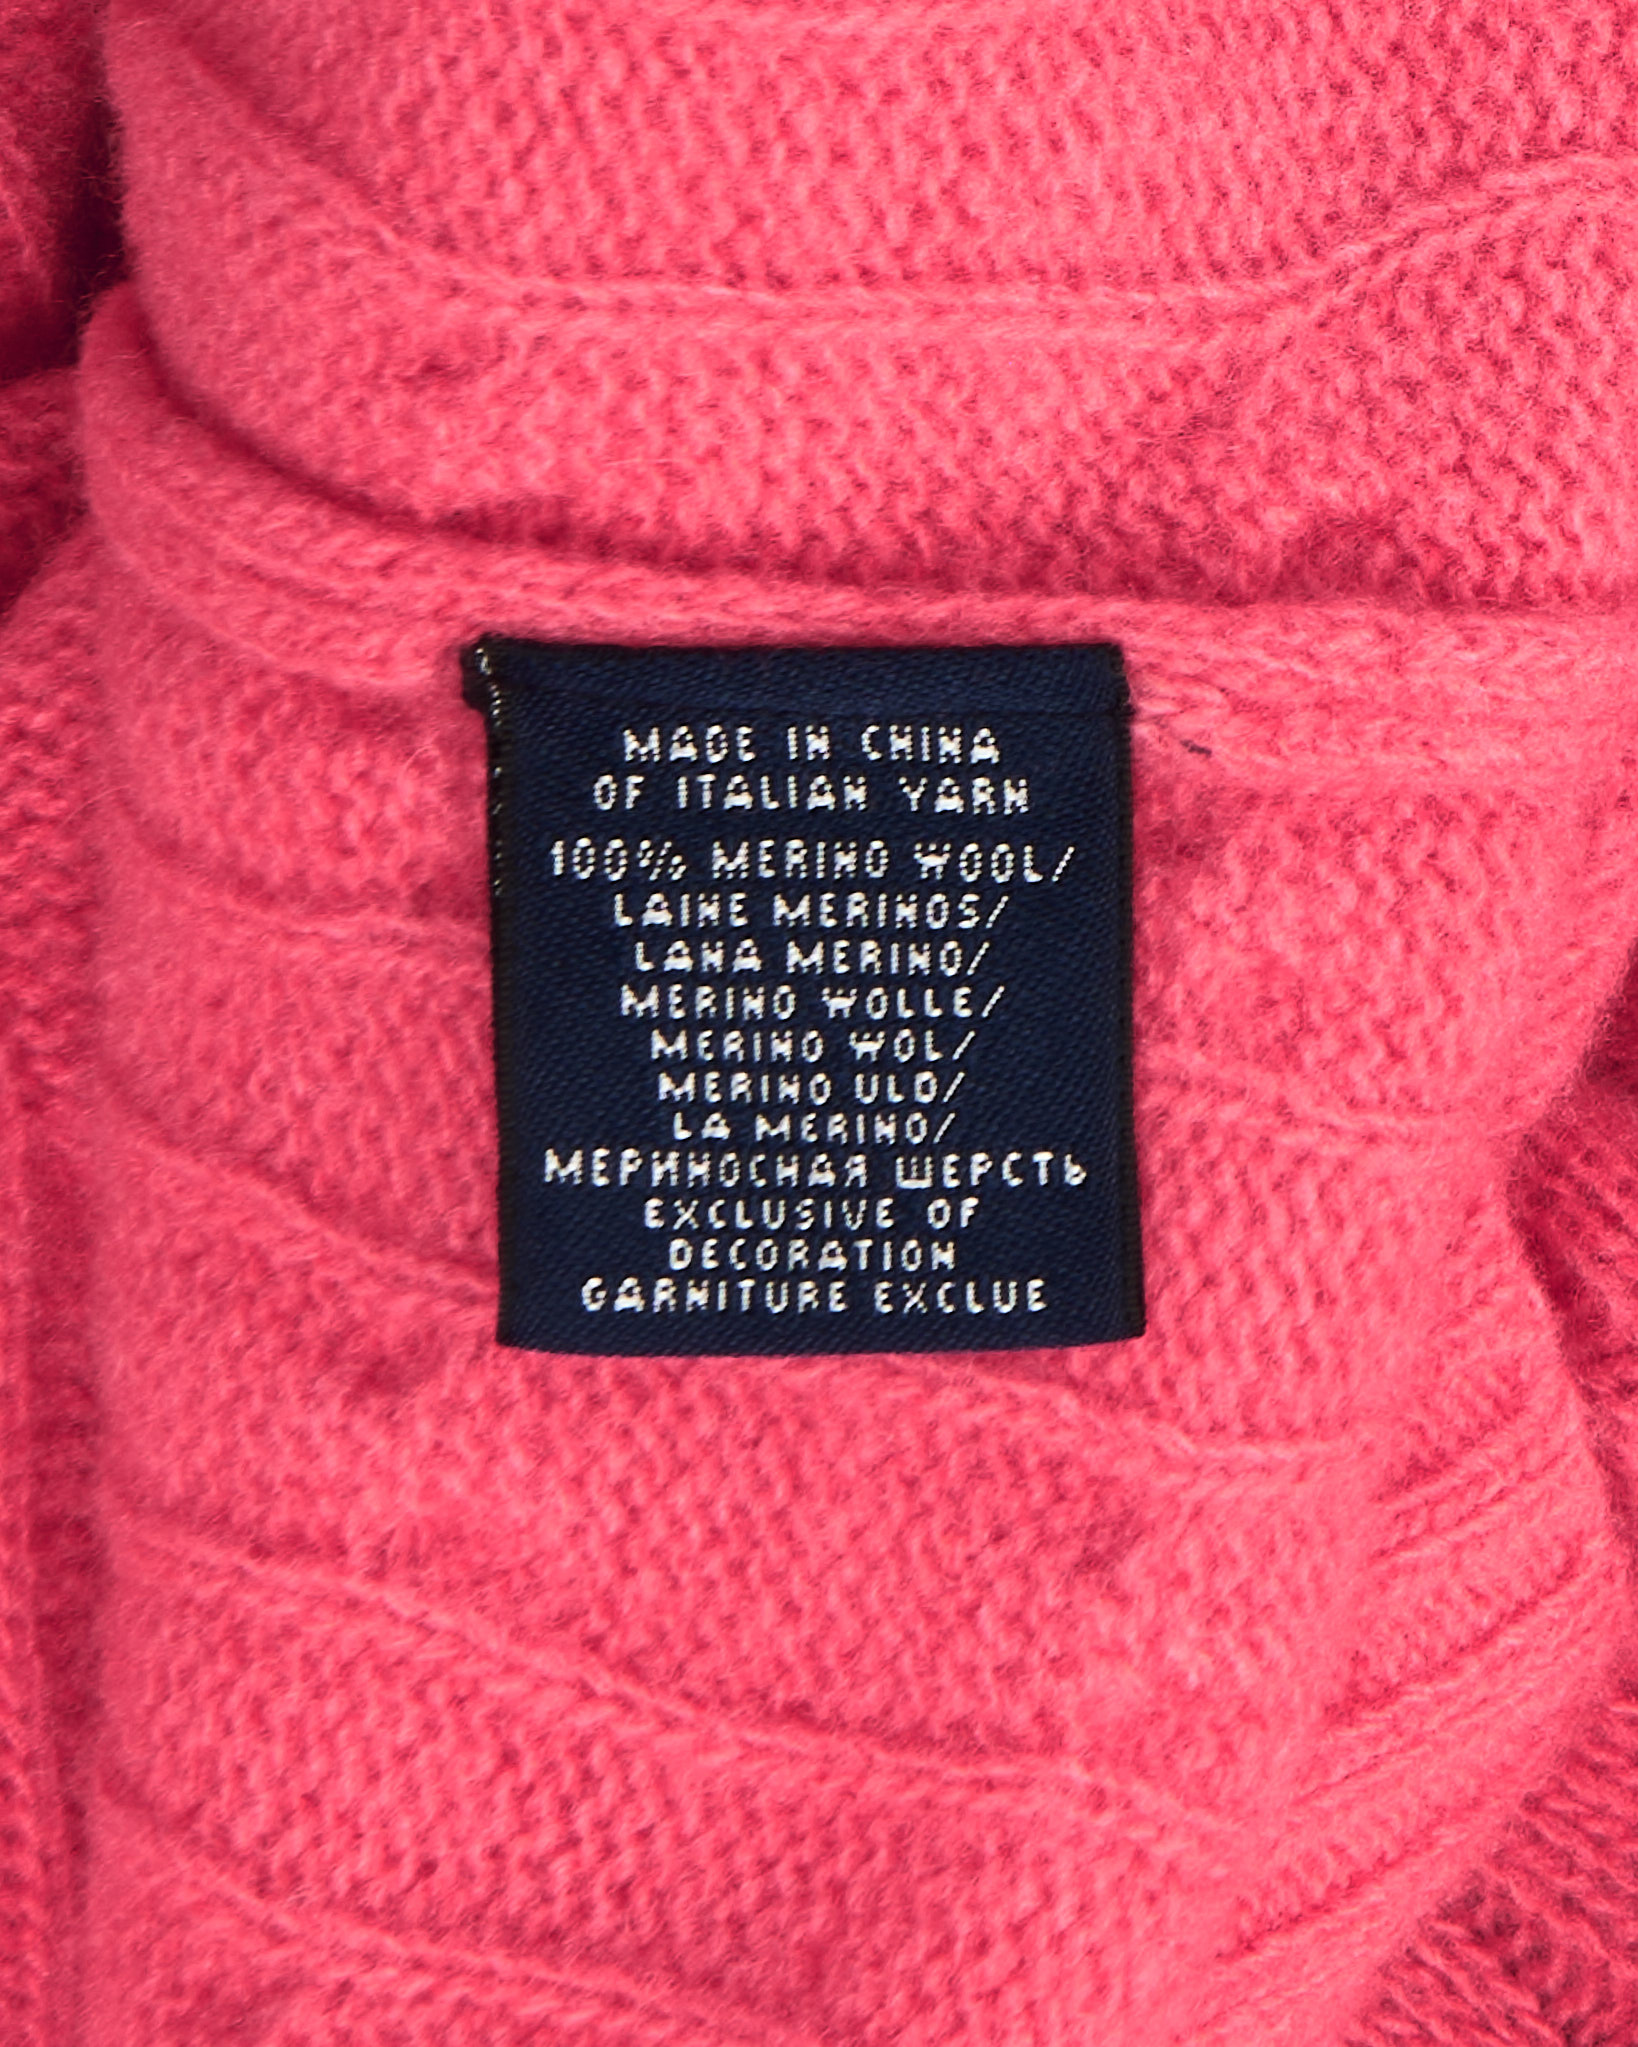 MADE IN CHINA
OF ITALIAN YARN
100% MERINO WOOL/
LAINE MERINOS/
LANA MERINO/
MERINO WOLLE/
MERINO WOL/
MERINO ULD/
LA MERINO/
МЕРИНОСНАЯ ШЕРСТЬ
EXCLUSIVE OF
DECORATION
GARNITURE EXCLUE